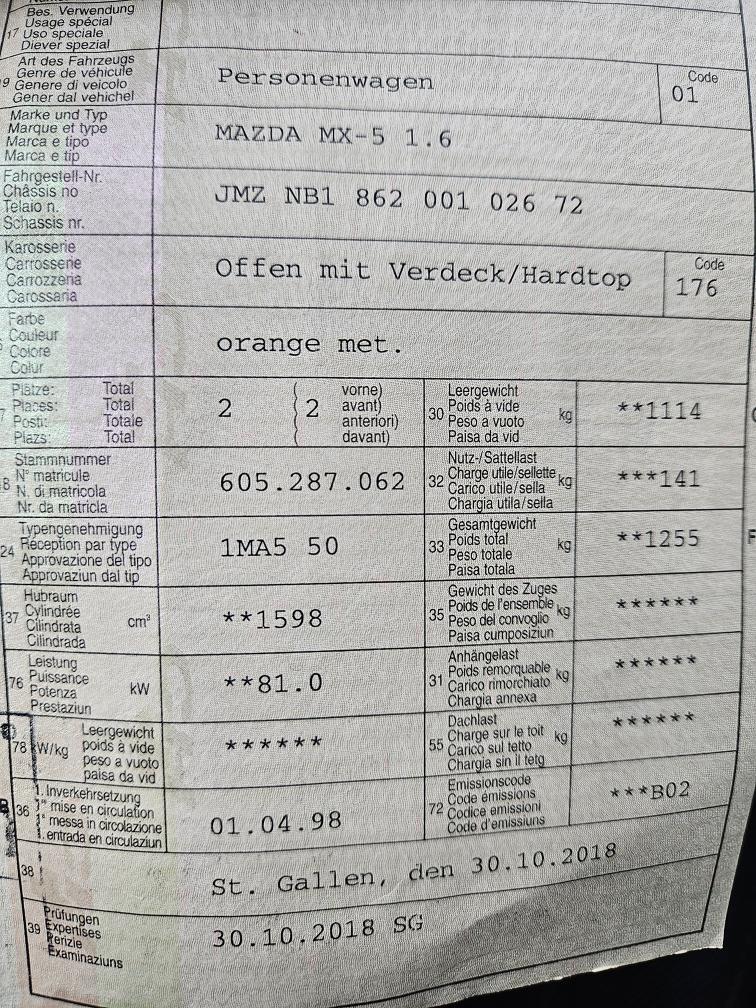 Bes. Verwendung
Usage spécial
17 Uso speciale
Diever spezial
Art des Fahrzeugs
Genre de véhicule
9 Genere di veicolo
Gener dal vehichel
Personenwagen
Code
01
Marke und Typ
Marque et type
Marca e tipo
Marca e tip
MAZDA MX-5 1.6
Fahrgestell-Nr.
Châssis no
Telaio n.
Schassis nr.
JMZ NB1 862 001 026 72
Karosserie
Carrosserie
Carrozzeria
Carossaria
Offen mit Verdeck/Hardtop
Code
176
Farbe
Couleur
Colore
Colur
orange met.
Plätze: Total
Places: Total
Posti: Totale
Plazs: Total
2 ( 2 vorne)
avant)
anteriori)
davant)
30 Leergewicht
Poids à vide
Peso a vuoto
Paisa da vid
kg
**1114
Stammnummer
N° matricule
N. di matricola
Nr. da matricla
605.287.062
32 Nutz-/Sattellast
Charge utile/sellette
Carico utile/sella
Chargia utila/sella
kg
***141
24 Typengenehmigung
Réception par type
Approvazione del tipo
Approvaziun dal tip
1MA5 50
33 Gesamtgewicht
Poids total
Peso totale
Paisa totala
kg
**1255
37 Hubraum
Cylindrée
Cilindrata
Cilindrada
cm³
**1598
35 Gewicht des Zuges
Poids de l'ensemble
Peso del convoglio
Paisa cumposiziun
kg
******
76 Leistung
Puissance
Potenza
Prestaziun
kW
**81.0
31 Anhängelast
Poids remorquable
Carico rimorchiato
Chargia annexa
kg
******
78 kW/kg
Leergewicht
poids à vide
peso a vuoto
paisa da vid
******
55 Dachlast
Charge sur le toit
Carico sul tetto
Chargia sin il tetg
kg
******
36 1. Inverkehrsetzung
mise en circulation
messa in circolazione
entrada en circulaziun
01.04.98
72 Emissionscode
Code émissions
Codice emissioni
Code d'emissiuns
***B02
38
St. Gallen, den 30.10.2018
39 Prüfungen
Expertises
Perizie
Examinaziuns
30.10.2018 SG